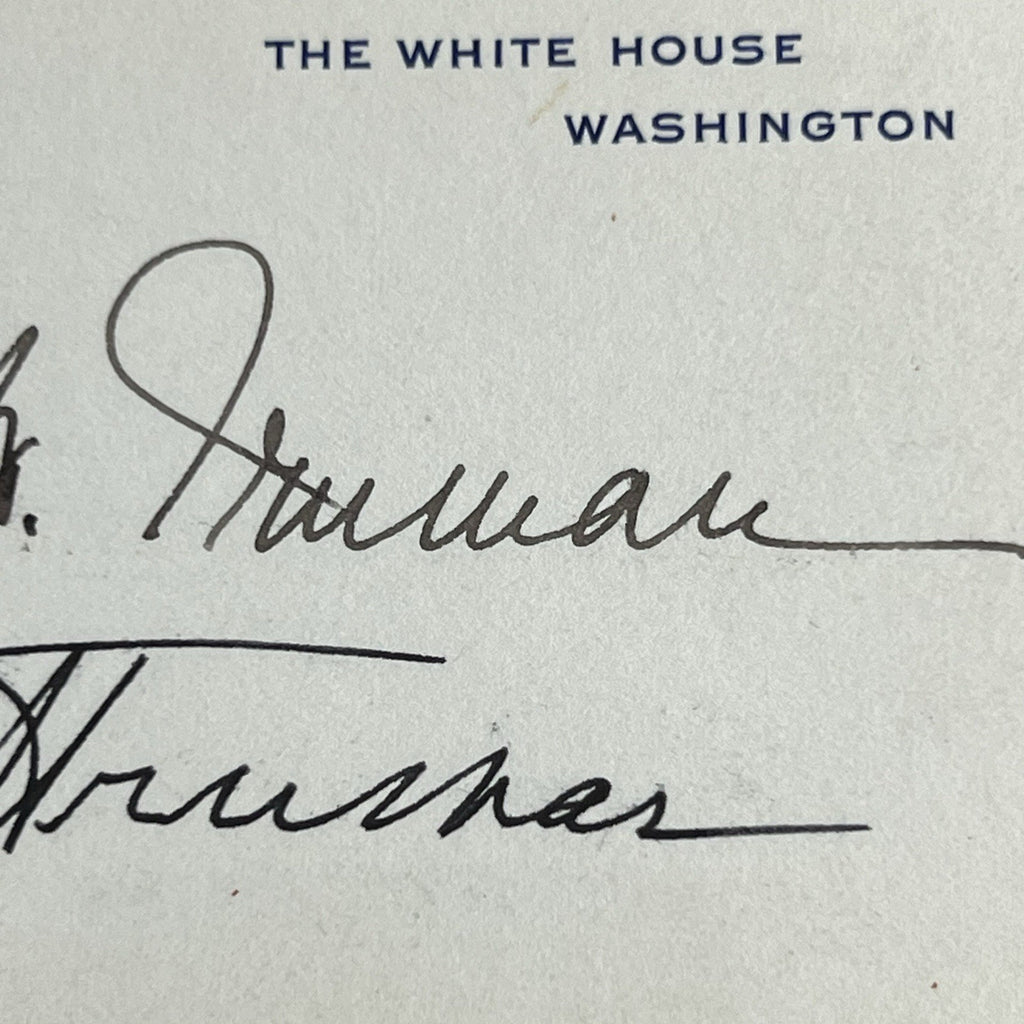 THE WHITE HOUSE
WASHINGTON
W. Truman
Truman